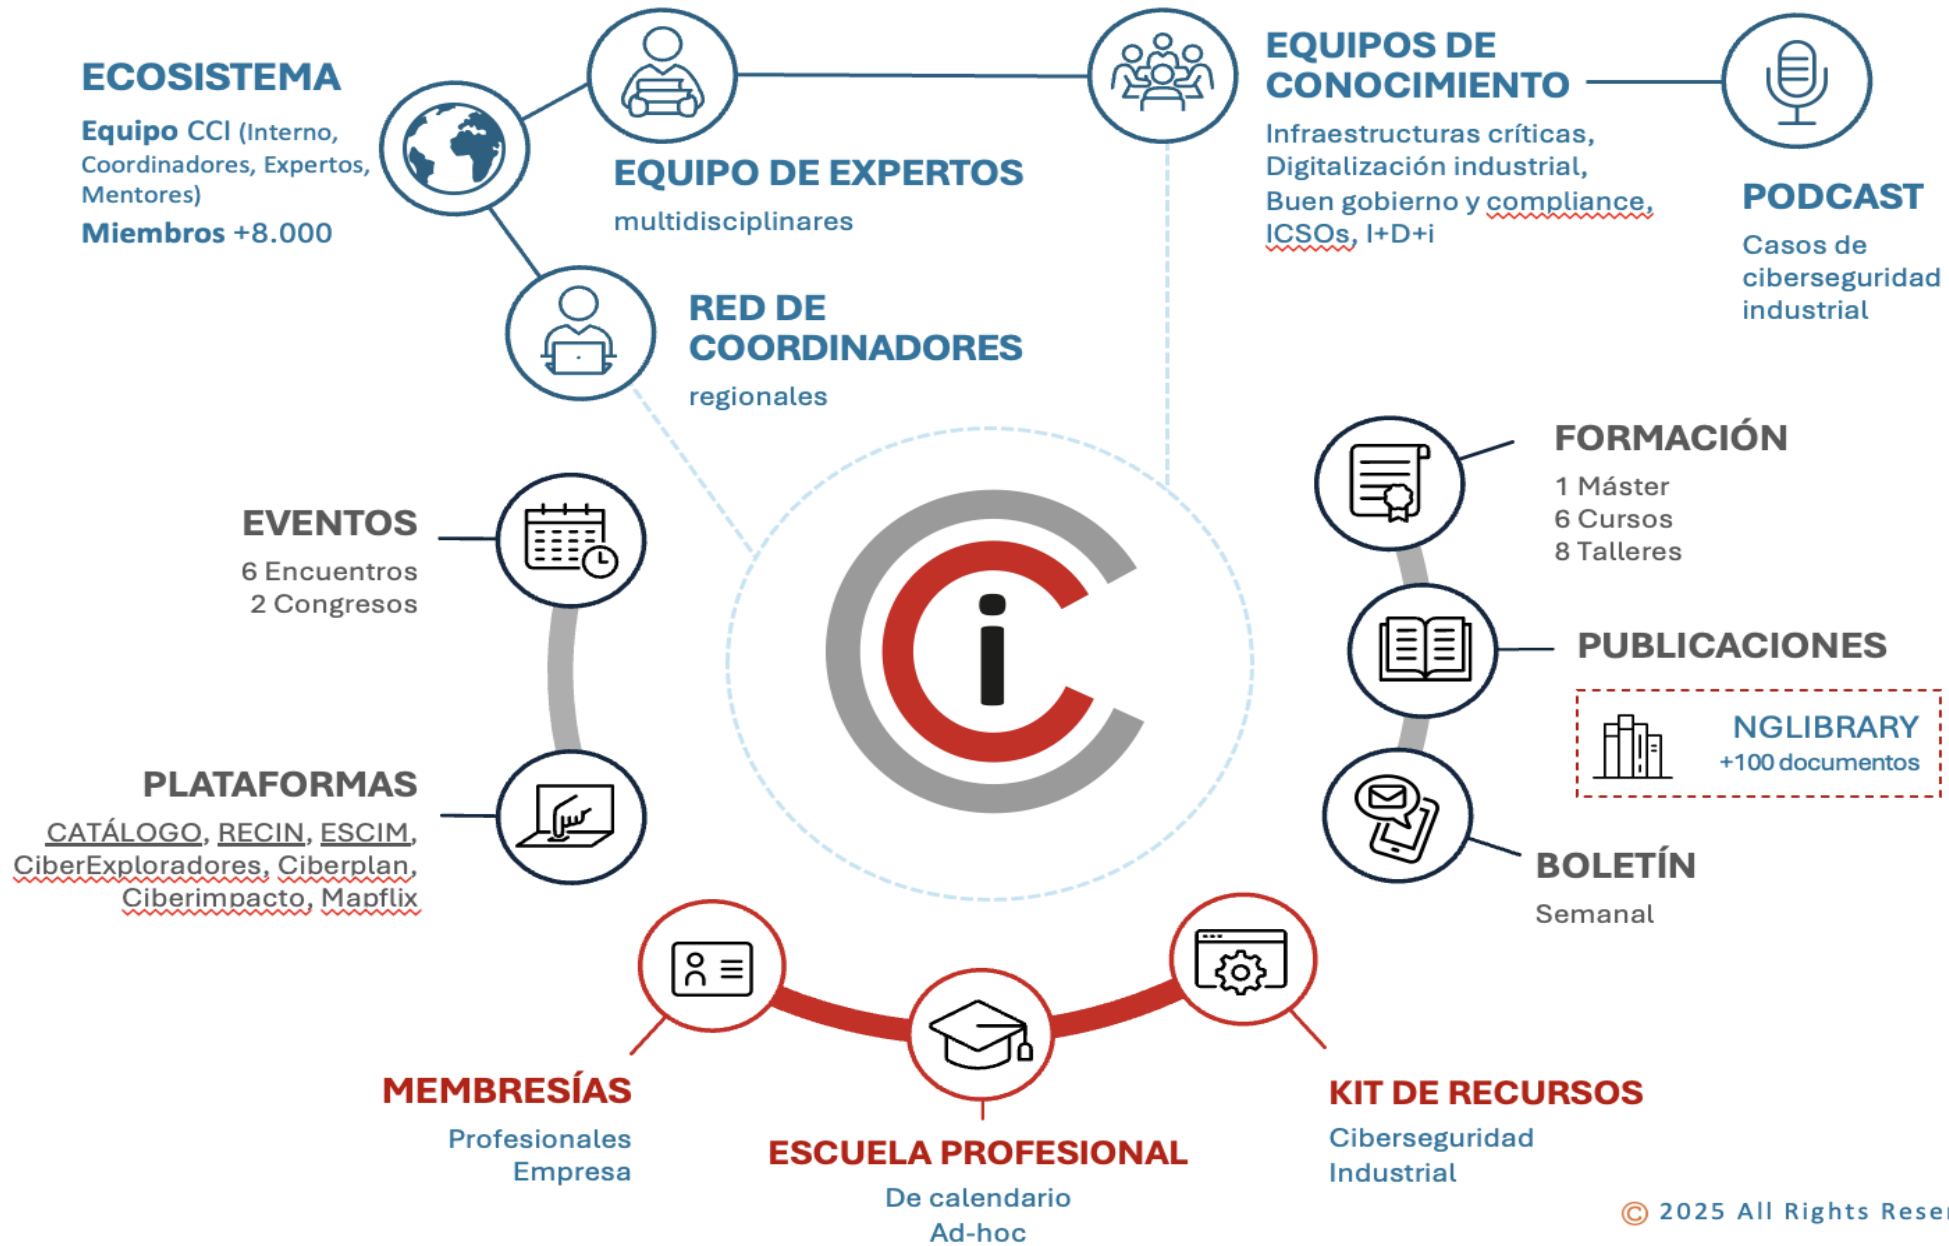 ECOSISTEMA
Equipo CCI (Interno,
Coordinadores, Expertos,
Mentores)
Miembros +8.000
EQUIPO DE EXPERTOS
multidisciplinares
EQUIPOS DE
CONOCIMIENTO
Infraestructuras críticas,
Digitalización industrial,
Buen gobierno y compliance,
ICSOs, I+D+i
PODCAST
Casos de
ciberseguridad
industrial
RED DE
COORDINADORES
regionales
EVENTOS
6 Encuentros
2 Congresos
PLATAFORMAS
CATÁLOGO, RECIN, ESCIM,
CiberExploradores, Ciberplan,
Ciberimpacto, Mapflix
CCi
FORMACIÓN
1 Máster
6 Cursos
8 Talleres
PUBLICACIONES
NGLIBRARY
+100 documentos
BOLETÍN
Semanal
MEMBRESÍAS
Profesionales
Empresa
ESCUELA PROFESIONAL
De calendario
Ad-hoc
KIT DE RECURSOS
Ciberseguridad
Industrial
© 2025 All Rights Reser